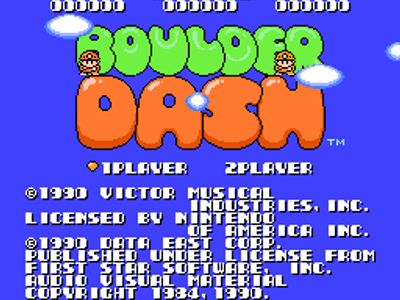 000000 000000 000000
BOULDER
DASH TM
1PLAYER 2PLAYER
©1990 VICTOR MUSICAL
INDUSTRIES, INC.
LICENSED BY NINTENDO
OF AMERICA INC.
©1990 DATA EAST CORP.
PUBLISHED UNDER LICENSE FROM
FIRST STAR SOFTWARE, INC.
AUDIO VISUAL MATERIAL
COPYRIGHT 1984,1990.